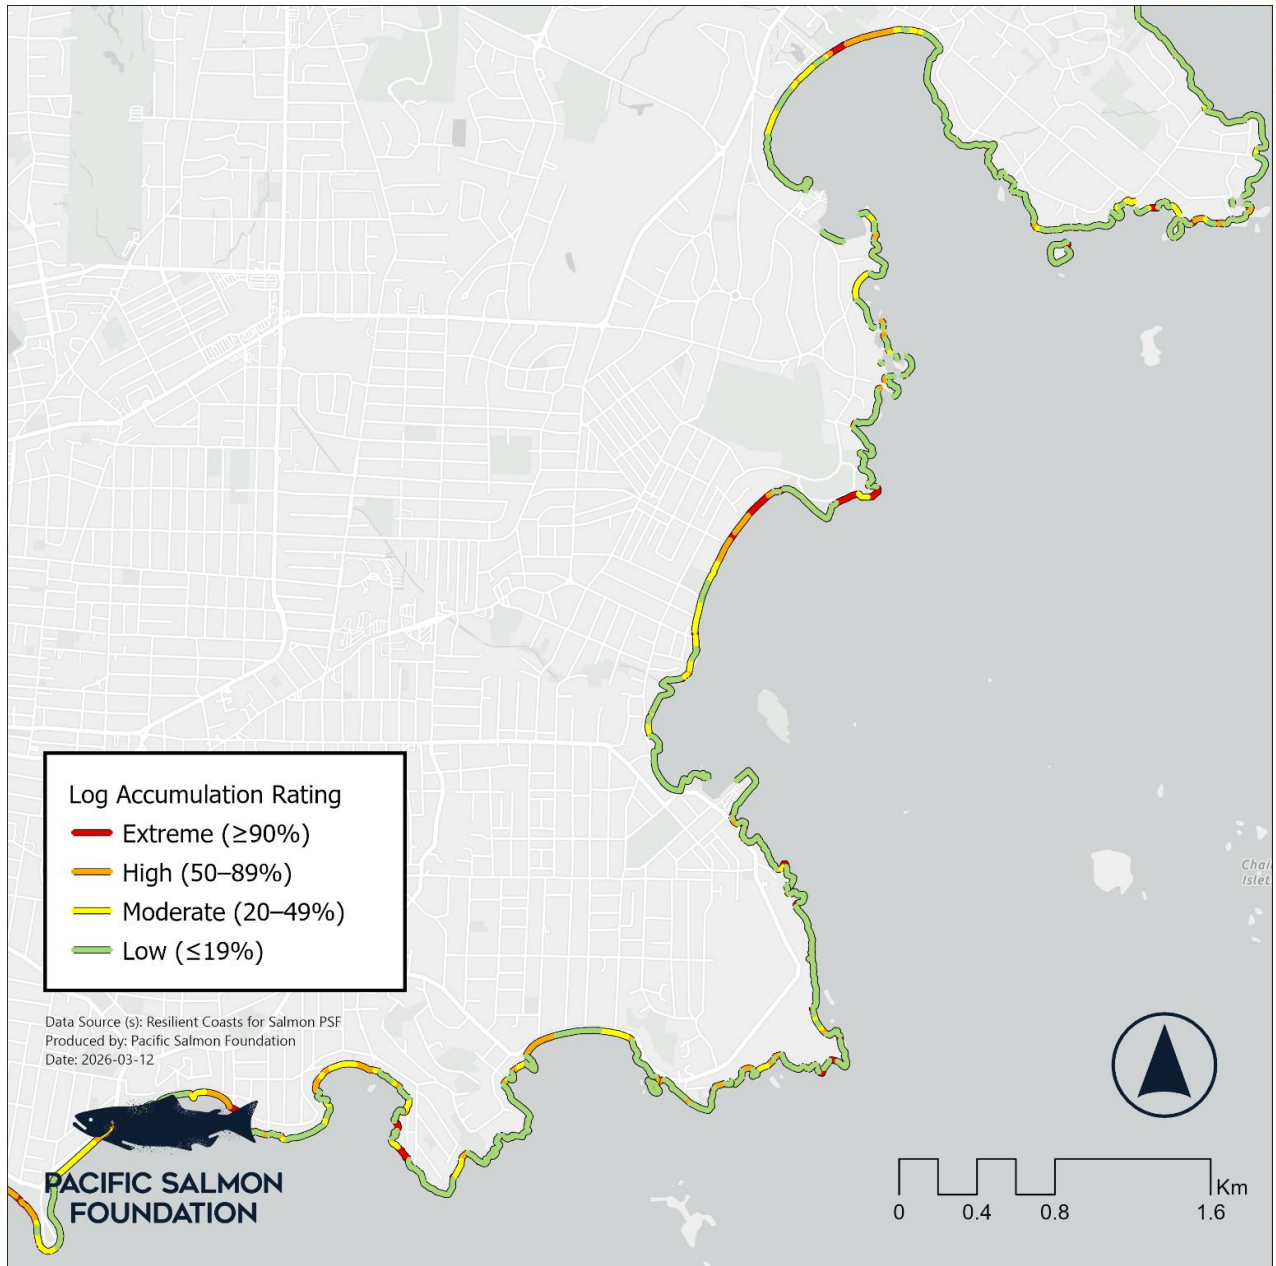 Log Accumulation Rating
Extreme (≥90%)
High (50–89%)
Moderate (20–49%)
Low (≤19%)
Chain
Islet
Data Source (s): Resilient Coasts for Salmon PSF
Produced by: Pacific Salmon Foundation
Date: 2026-03-12
PACIFIC SALMON
FOUNDATION
Km
0 0.4 0.8 1.6